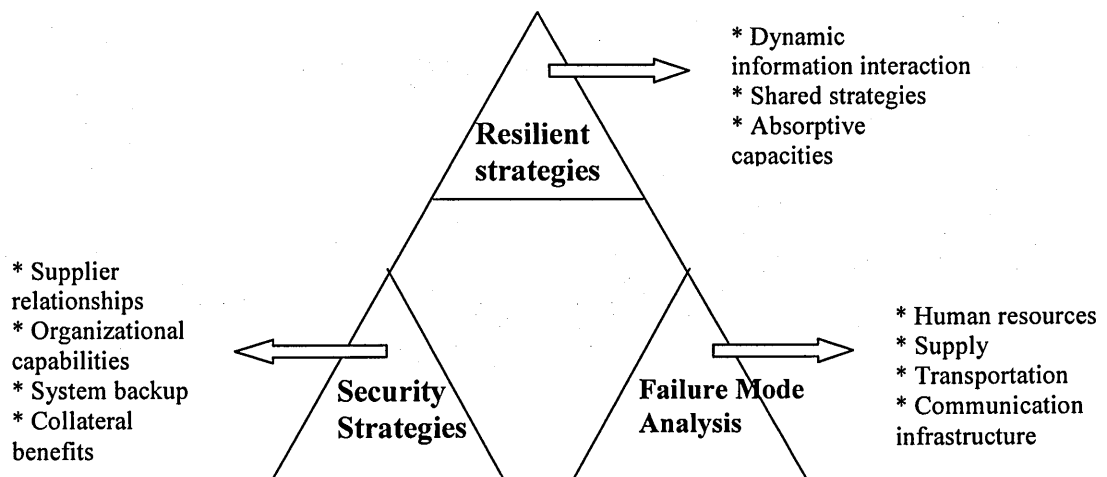 * Dynamic
information interaction
* Shared strategies
* Absorptive
capacities
Resilient
strategies
* Supplier
relationships
* Organizational
capabilities
* System backup
* Collateral
benefits
Security
Strategies
Failure Mode
Analysis
* Human resources
* Supply
* Transportation
* Communication
infrastructure